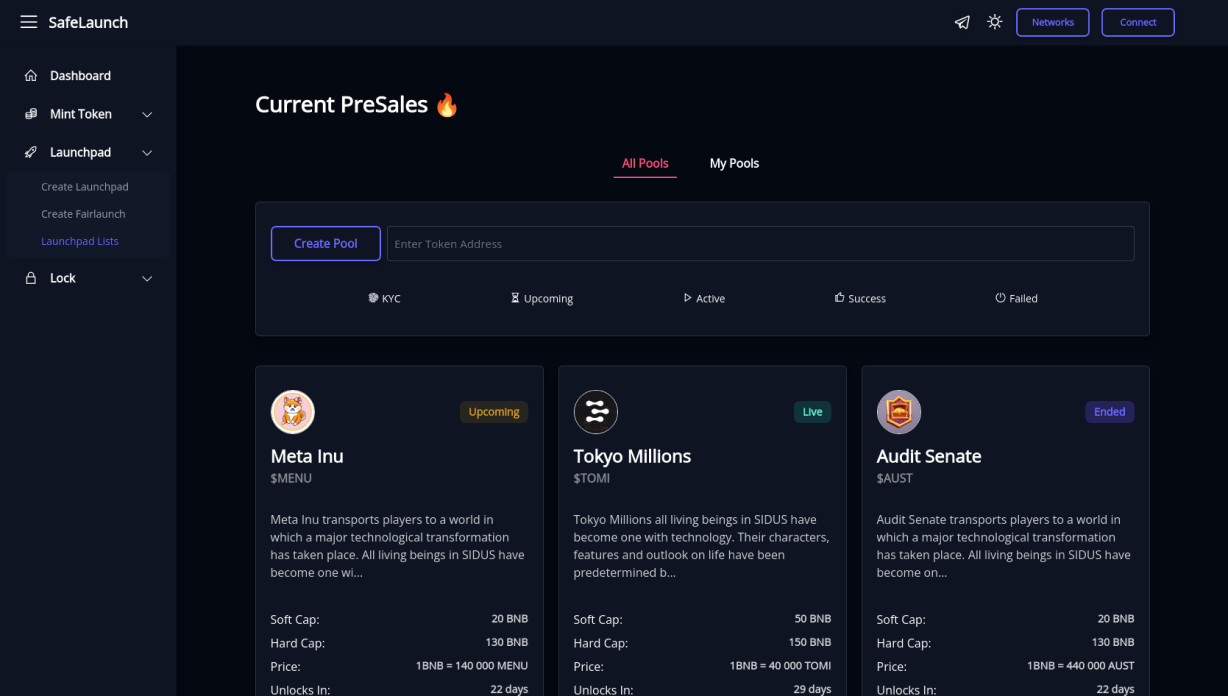 SafeLaunch
Networks
Connect
Dashboard
Mint Token
Launchpad
Create Launchpad
Create Fairlaunch
Launchpad Lists
Lock
Current PreSales 🔥
All Pools
My Pools
Create Pool
Enter Token Address
KYC
Upcoming
Active
Success
Failed
Upcoming
Meta Inu
$MENU
Meta Inu transports players to a world in
which a major technological transformation
has taken place. All living beings in SIDUS have
become one wi...
Soft Cap: 20 BNB
Hard Cap: 130 BNB
Price: 1BNB = 140 000 MENU
Unlocks In: 22 days
Live
Tokyo Millions
$TOMI
Tokyo Millions all living beings in SIDUS have
become one with technology. Their characters,
features and outlook on life have been
predetermined b...
Soft Cap: 50 BNB
Hard Cap: 150 BNB
Price: 1BNB = 40 000 TOMI
Unlocks In: 29 days
Ended
Audit Senate
$AUST
Audit Senate transports players to a world in
which a major technological transformation
has taken place. All living beings in SIDUS have
become on...
Soft Cap: 20 BNB
Hard Cap: 130 BNB
Price: 1BNB = 440 000 AUST
Unlocks In: 22 days